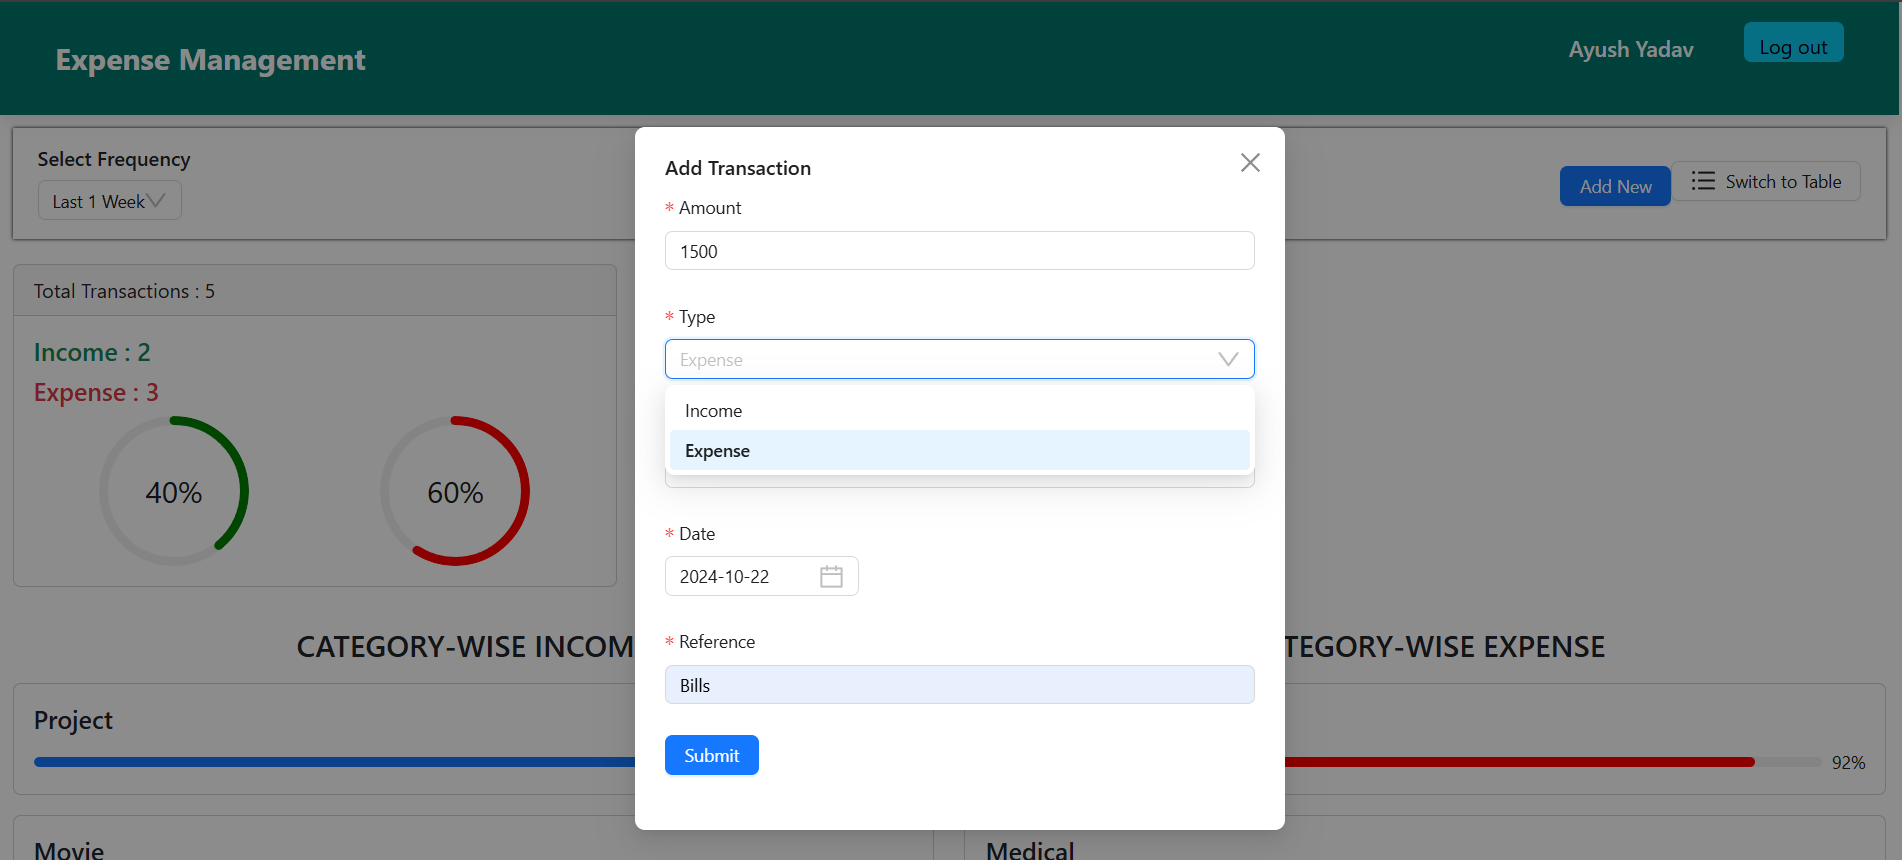 Expense Management
Ayush Yadav
Log out
Select Frequency
Last 1 Week
Add New
Switch to Table
Total Transactions : 5
Income : 2
Expense : 3
40%
60%
CATEGORY-WISE INCOM
TEGORY-WISE EXPENSE
Project
92%
Movie
Medical
Add Transaction
* Amount
1500
* Type
Expense
Income
Expense
* Date
2024-10-22
* Reference
Bills
Submit